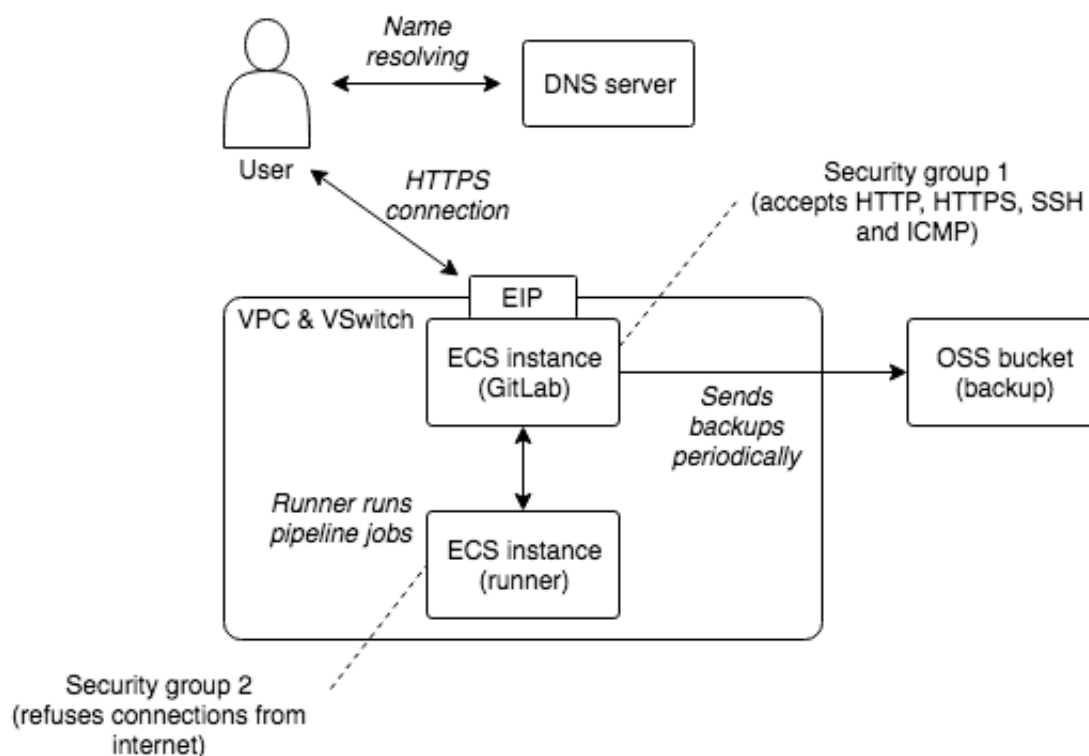 Name
resolving
DNS server
User
HTTPS
connection
Security group 1
(accepts HTTP, HTTPS, SSH
and ICMP)
EIP
VPC & VSwitch
ECS instance
(GitLab)
OSS bucket
(backup)
Sends
backups
periodically
Runner runs
pipeline jobs
ECS instance
(runner)
Security group 2
(refuses connections from
internet)